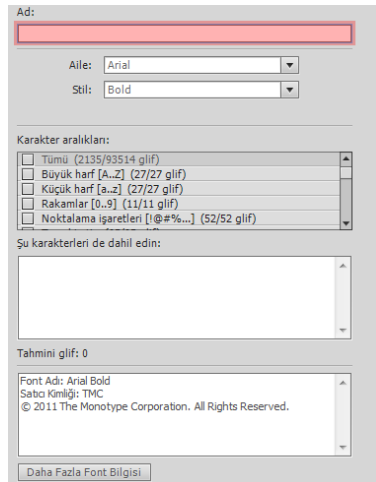 Ad:
Aile: Arial
Stil: Bold
Karakter aralıkları:
Tümü (2135/93514 glif)
Büyük harf [A..Z] (27/27 glif)
Küçük harf [a..z] (27/27 glif)
Rakamlar [0..9] (11/11 glif)
Noktalama işaretleri [!@#%...] (52/52 glif)
Şu karakterleri de dahil edin:
Tahmini glif: 0
Font Adı: Arial Bold
Satıcı Kimliği: TMC
© 2011 The Monotype Corporation. All Rights Reserved.
Daha Fazla Font Bilgisi